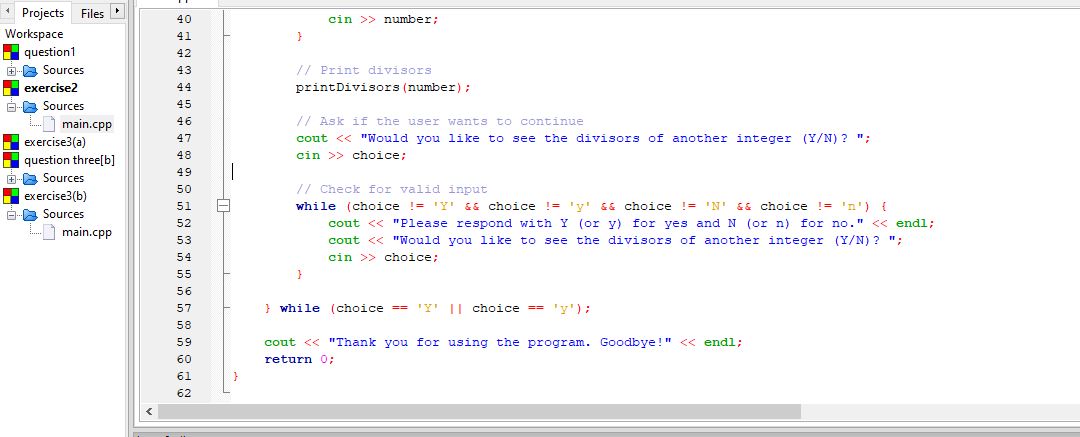 Projects Files
Workspace
question1
Sources
exercise2
Sources
main.cpp
exercise3(a)
question three[b]
Sources
exercise3(b)
Sources
main.cpp
40 cin >> number;
41 }
42
43 // Print divisors
44 printDivisors(number);
45
46 // Ask if the user wants to continue
47 cout << "Would you like to see the divisors of another integer (Y/N)? ";
48 cin >> choice;
49
50 // Check for valid input
51 while (choice != 'Y' && choice != 'y' && choice != 'N' && choice != 'n') {
52 cout << "Please respond with Y (or y) for yes and N (or n) for no." << endl;
53 cout << "Would you like to see the divisors of another integer (Y/N)? ";
54 cin >> choice;
55 }
56
57 } while (choice == 'Y' || choice == 'y');
58
59 cout << "Thank you for using the program. Goodbye!" << endl;
60 return 0;
61 }
62